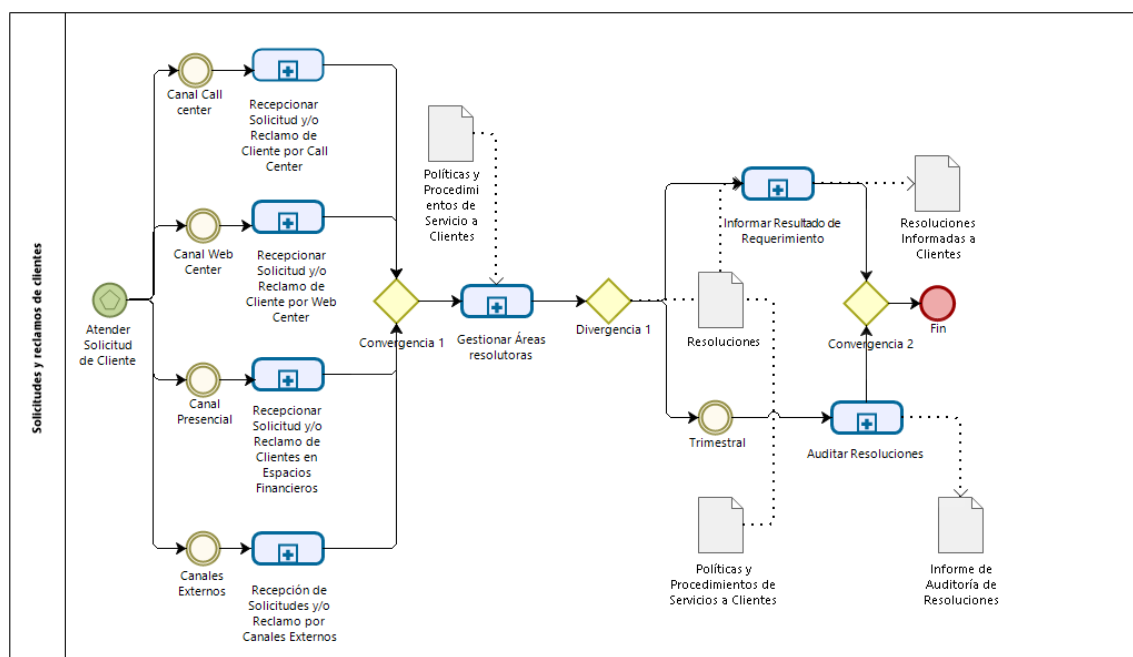 Solicitudes y reclamos de clientes
Atender
Solicitud
de Cliente
Canal Call
center
Recepcionar
Solicitud y/o
Reclamo de
Cliente por Call
Center
Canal Web
Center
Recepcionar
Solicitud y/o
Reclamo de
Cliente por Web
Center
Canal
Presencial
Recepcionar
Solicitud y/o
Reclamo de
Clientes en
Espacios
Financieros
Canales
Externos
Recepción de
Solicitudes y/o
Reclamo por
Canales Externos
Convergencia 1
Políticas y
Procedimi
entos de
Servicio a
Clientes
Gestionar Áreas
resolutoras
Divergencia 1
Informar Resultado de
Requerimiento
Resoluciones
Informadas a
Clientes
Resoluciones
Trimestral
Auditar Resoluciones
Convergencia 2
Fin
Políticas y
Procedimientos de
Servicios a Clientes
Informe de
Auditoría de
Resoluciones